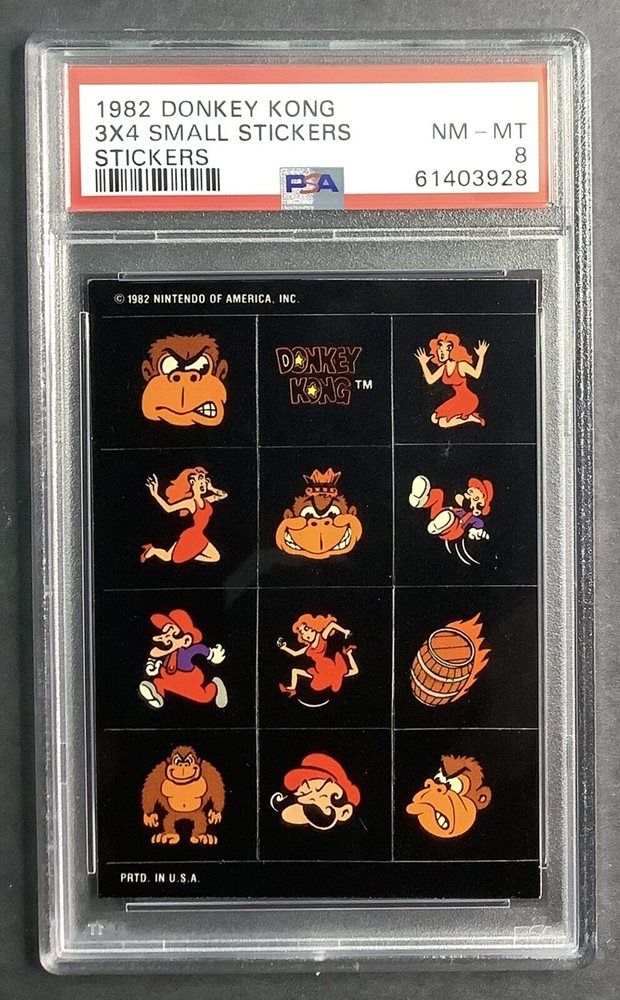 1982 DONKEY KONG
3X4 SMALL STICKERS
STICKERS
NM – MT
8
61403928
PSA
© 1982 NINTENDO OF AMERICA, INC.
DONKEY
KONG™
PRTD. IN U.S.A.